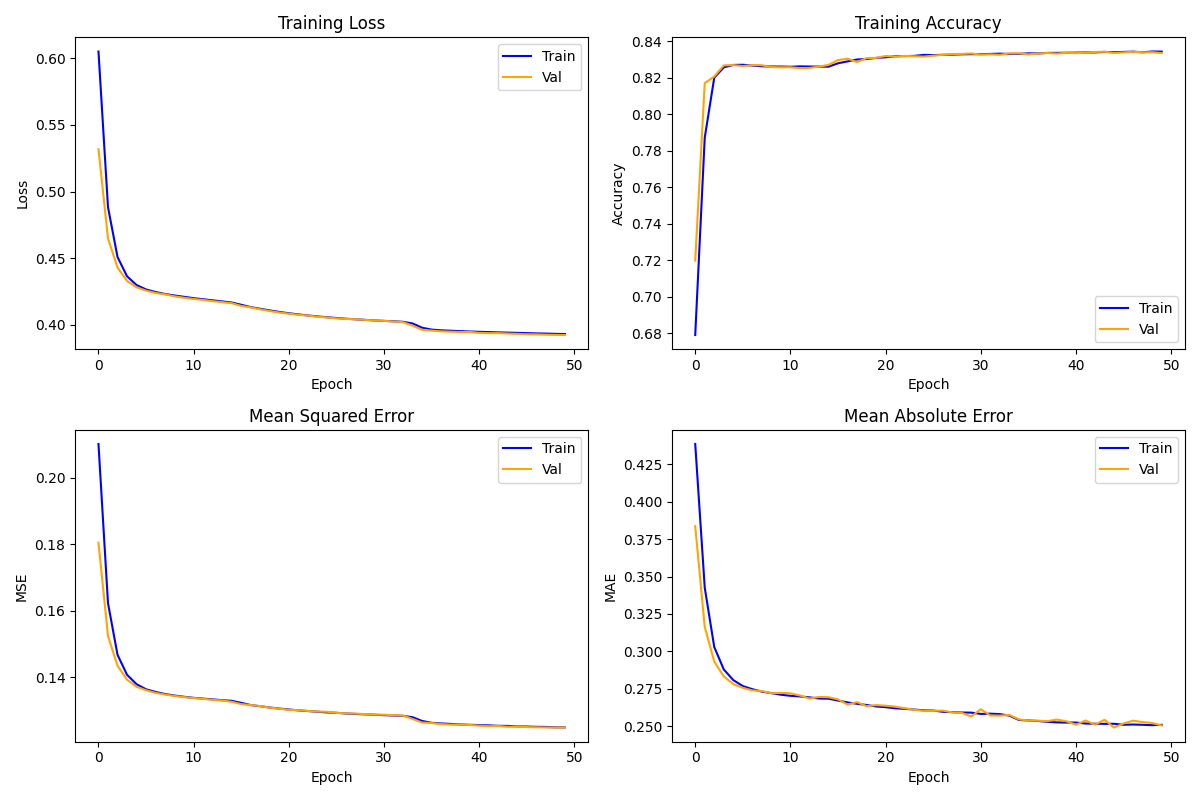 Training Loss
Loss
0.60
0.55
0.50
0.45
0.40
0 10 20 30 40 50
Epoch
Train
Val
Training Accuracy
Accuracy
0.84
0.82
0.80
0.78
0.76
0.74
0.72
0.70
0.68
0 10 20 30 40 50
Epoch
Train
Val
Mean Squared Error
MSE
0.20
0.18
0.16
0.14
0 10 20 30 40 50
Epoch
Train
Val
Mean Absolute Error
MAE
0.425
0.400
0.375
0.350
0.325
0.300
0.275
0.250
0 10 20 30 40 50
Epoch
Train
Val